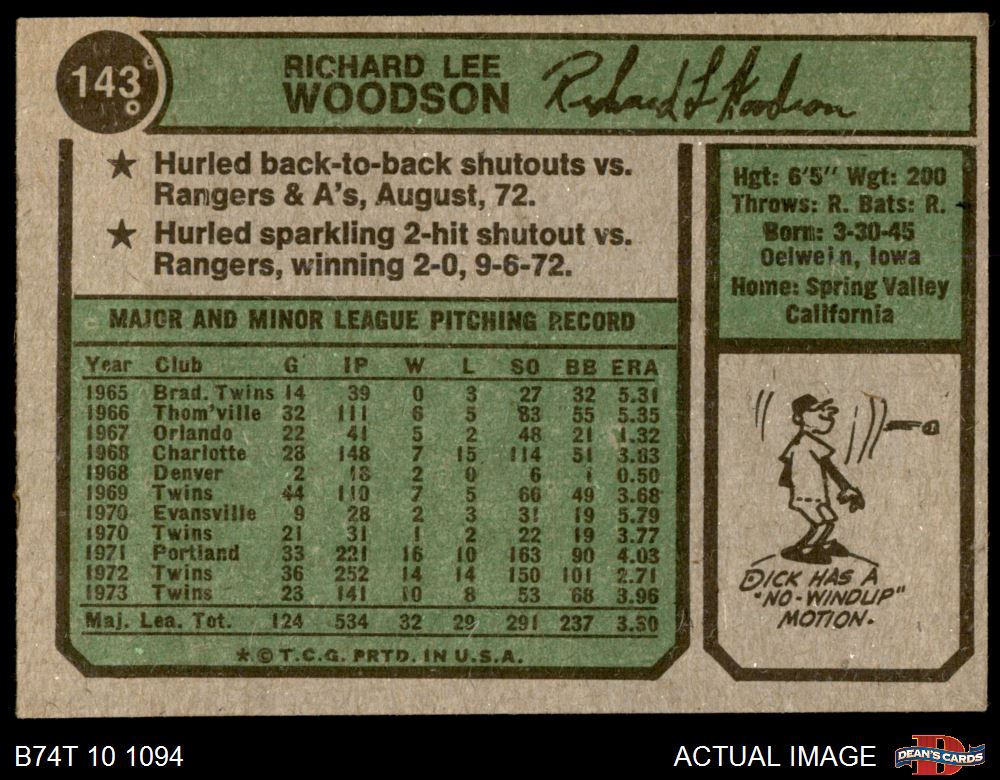 143
RICHARD LEE
WOODSON
Richard L Woodson
★ Hurled back-to-back shutouts vs.
Rangers & A's, August, 72.
★ Hurled sparkling 2-hit shutout vs.
Rangers, winning 2-0, 9-6-72.
Hgt: 6'5" Wgt: 200
Throws: R. Bats: R.
Born: 3-30-45
Oelwein, Iowa
Home: Spring Valley
California
MAJOR AND MINOR LEAGUE PITCHING RECORD
Year Club G IP W L SO BB ERA
1965 Brad. Twins 14 39 0 3 27 32 5.31
1966 Thom'ville 32 111 6 5 83 55 5.35
1967 Orlando 22 41 5 2 48 21 1.32
1968 Charlotte 28 148 7 15 114 51 3.63
1968 Denver 2 18 2 0 6 1 0.50
1969 Twins 44 110 7 5 66 49 3.68
1970 Evansville 9 28 2 3 31 19 5.79
1970 Twins 21 31 1 2 22 19 3.77
1971 Portland 33 221 16 10 163 90 4.03
1972 Twins 36 252 14 14 150 101 2.71
1973 Twins 23 141 10 8 53 68 3.96
Maj. Lea. Tot. 124 534 32 29 291 237 3.30
★ © T.C.G. PRTD. IN U.S.A.
DICK HAS A
"NO-WINDUP"
MOTION.
B74T 10 1094
ACTUAL IMAGE
DEAN'S CARDS